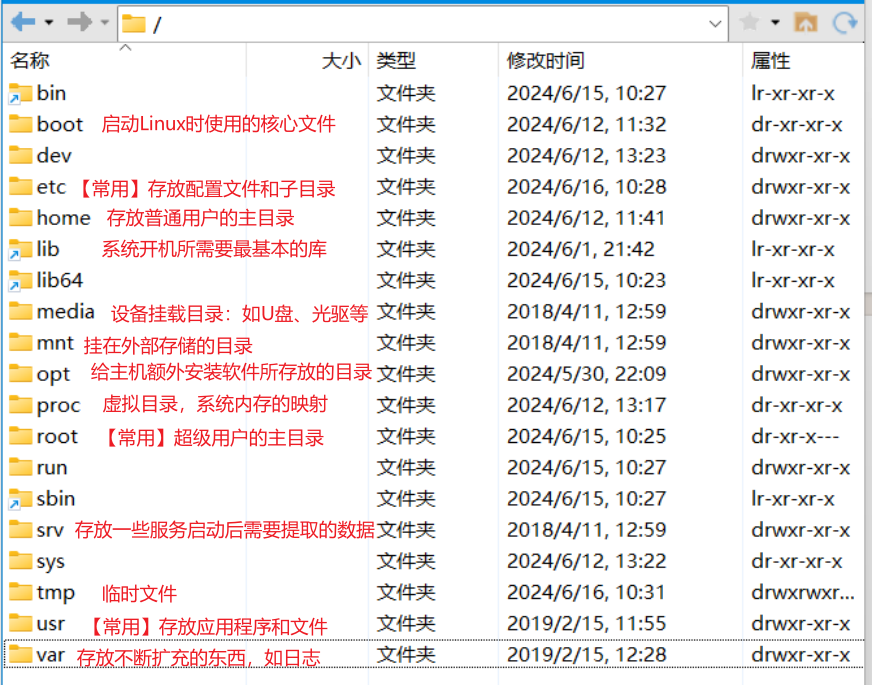 /
名称 大小 类型 修改时间 属性
bin 文件夹 2024/6/15, 10:27 lr-xr-xr-x
boot 启动Linux时使用的核心文件 文件夹 2024/6/12, 11:32 dr-xr-xr-x
dev 文件夹 2024/6/12, 13:23 drwxr-xr-x
etc 【常用】存放配置文件和子目录 文件夹 2024/6/16, 10:28 drwxr-xr-x
home 存放普通用户的主目录 文件夹 2024/6/12, 11:41 drwxr-xr-x
lib 系统开机所需要最基本的库 文件夹 2024/6/1, 21:42 lr-xr-xr-x
lib64 文件夹 2024/6/15, 10:23 lr-xr-xr-x
media 设备挂载目录：如U盘、光驱等 文件夹 2018/4/11, 12:59 drwxr-xr-x
mnt 挂在外部存储的目录 文件夹 2018/4/11, 12:59 drwxr-xr-x
opt 给主机额外安装软件所存放的目录 文件夹 2024/5/30, 22:09 drwxr-xr-x
proc 虚拟目录，系统内存的映射 文件夹 2024/6/12, 13:17 dr-xr-xr-x
root 【常用】超级用户的主目录 文件夹 2024/6/15, 10:25 dr-xr-x---
run 文件夹 2024/6/15, 10:27 drwxr-xr-x
sbin 文件夹 2024/6/15, 10:27 lr-xr-xr-x
srv 存放一些服务启动后需要提取的数据 文件夹 2018/4/11, 12:59 drwxr-xr-x
sys 文件夹 2024/6/12, 13:22 dr-xr-xr-x
tmp 临时文件 文件夹 2024/6/16, 10:31 drwxrwxr...
usr 【常用】存放应用程序和文件 文件夹 2019/2/15, 11:55 drwxr-xr-x
var 存放不断扩充的东西，如日志 文件夹 2019/2/15, 12:28 drwxr-xr-x